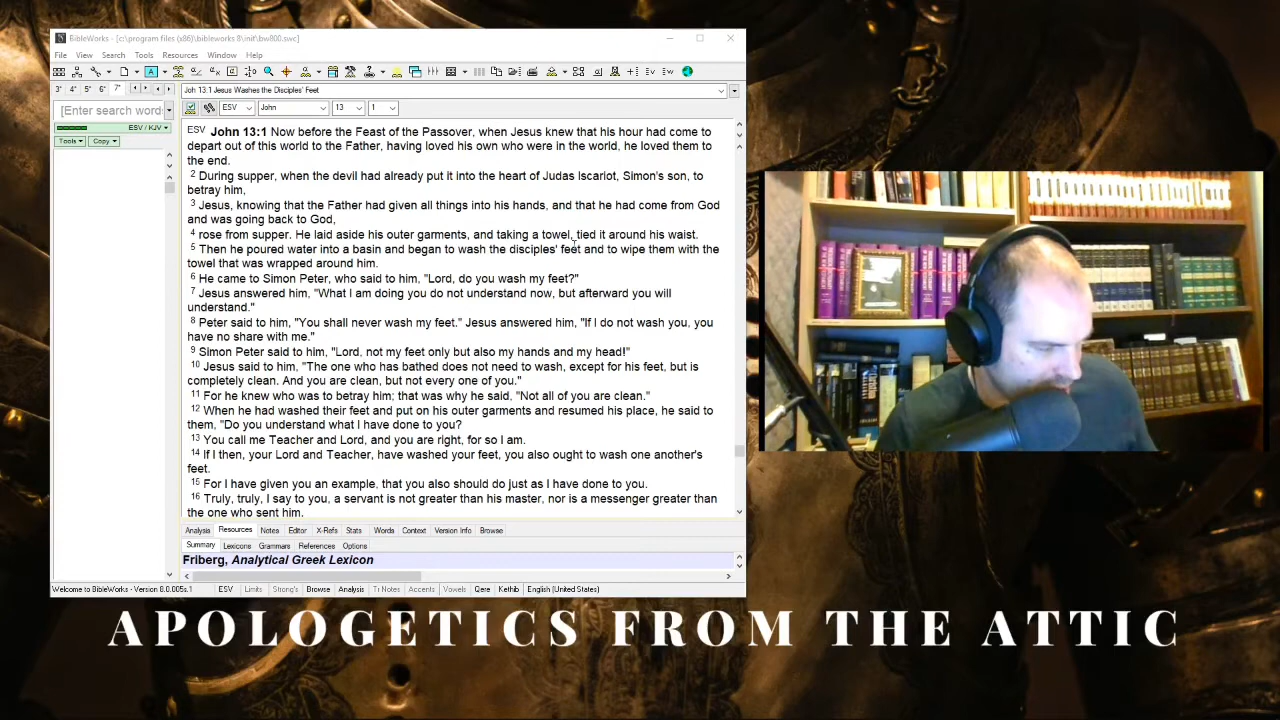 BibleWorks - [c:\program files (x86)\bibleworks 8\init\bw800.swc]
File View Search Tools Resources Window Help
3' 4' 5' 6' 7'
Joh 13:1 Jesus Washes the Disciples' Feet
[Enter search word
ESV John 13 1
ESV / KJV
Tools Copy
ESV John 13:1 Now before the Feast of the Passover, when Jesus knew that his hour had come to
depart out of this world to the Father, having loved his own who were in the world, he loved them to
the end.
2 During supper, when the devil had already put it into the heart of Judas Iscariot, Simon's son, to
betray him,
3 Jesus, knowing that the Father had given all things into his hands, and that he had come from God
and was going back to God,
4 rose from supper. He laid aside his outer garments, and taking a towel, tied it around his waist.
5 Then he poured water into a basin and began to wash the disciples' feet and to wipe them with the
towel that was wrapped around him.
6 He came to Simon Peter, who said to him, "Lord, do you wash my feet?"
7 Jesus answered him, "What I am doing you do not understand now, but afterward you will
understand."
8 Peter said to him, "You shall never wash my feet." Jesus answered him, "If I do not wash you, you
have no share with me."
9 Simon Peter said to him, "Lord, not my feet only but also my hands and my head!"
10 Jesus said to him, "The one who has bathed does not need to wash, except for his feet, but is
completely clean. And you are clean, but not every one of you."
11 For he knew who was to betray him; that was why he said, "Not all of you are clean."
12 When he had washed their feet and put on his outer garments and resumed his place, he said to
them, "Do you understand what I have done to you?
13 You call me Teacher and Lord, and you are right, for so I am.
14 If I then, your Lord and Teacher, have washed your feet, you also ought to wash one another's
feet.
15 For I have given you an example, that you also should do just as I have done to you.
16 Truly, truly, I say to you, a servant is not greater than his master, nor is a messenger greater than
the one who sent him.
Analysis Resources Notes Editor X-Refs Stats Words Context Version Info Browse
Summary Lexicons Grammars References Options
Friberg, Analytical Greek Lexicon
Welcome to BibleWorks - Version 8.0.005s.1 ESV Limits Strong's Browse Analysis Tr Notes Accents Vowels Qere Kethib English (United States)
APOLOGETICS FROM THE ATTIC